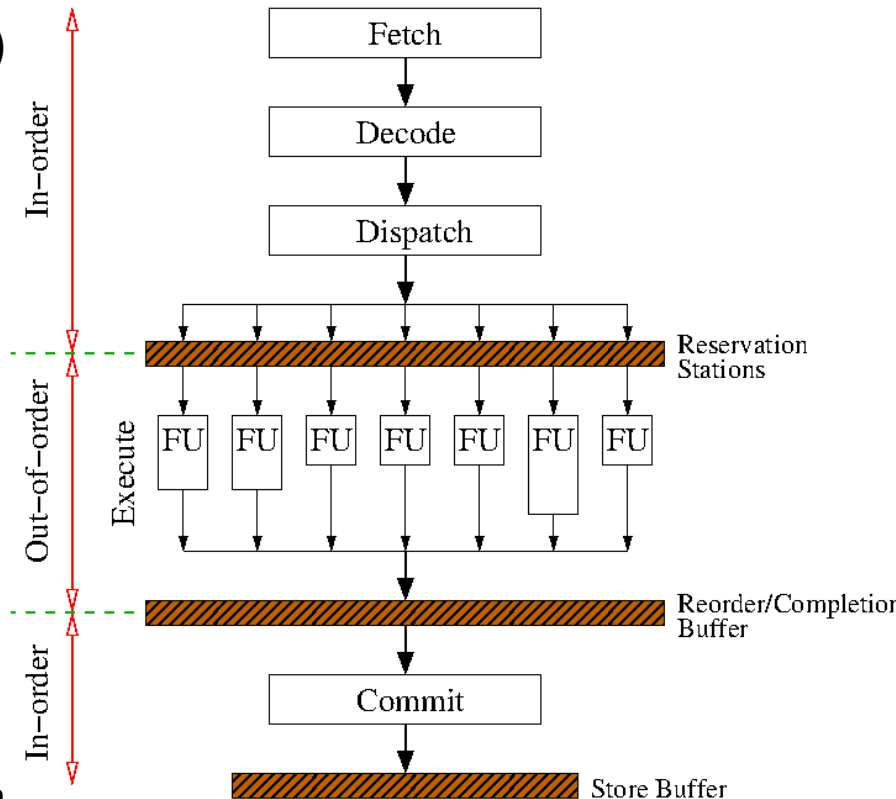 )
Fetch
In-order
Decode
Dispatch
Reservation
Stations
Out-of-order
Execute
FU FU FU FU FU FU FU
Reorder/Completion
Buffer
In-order
Commit
Store Buffer